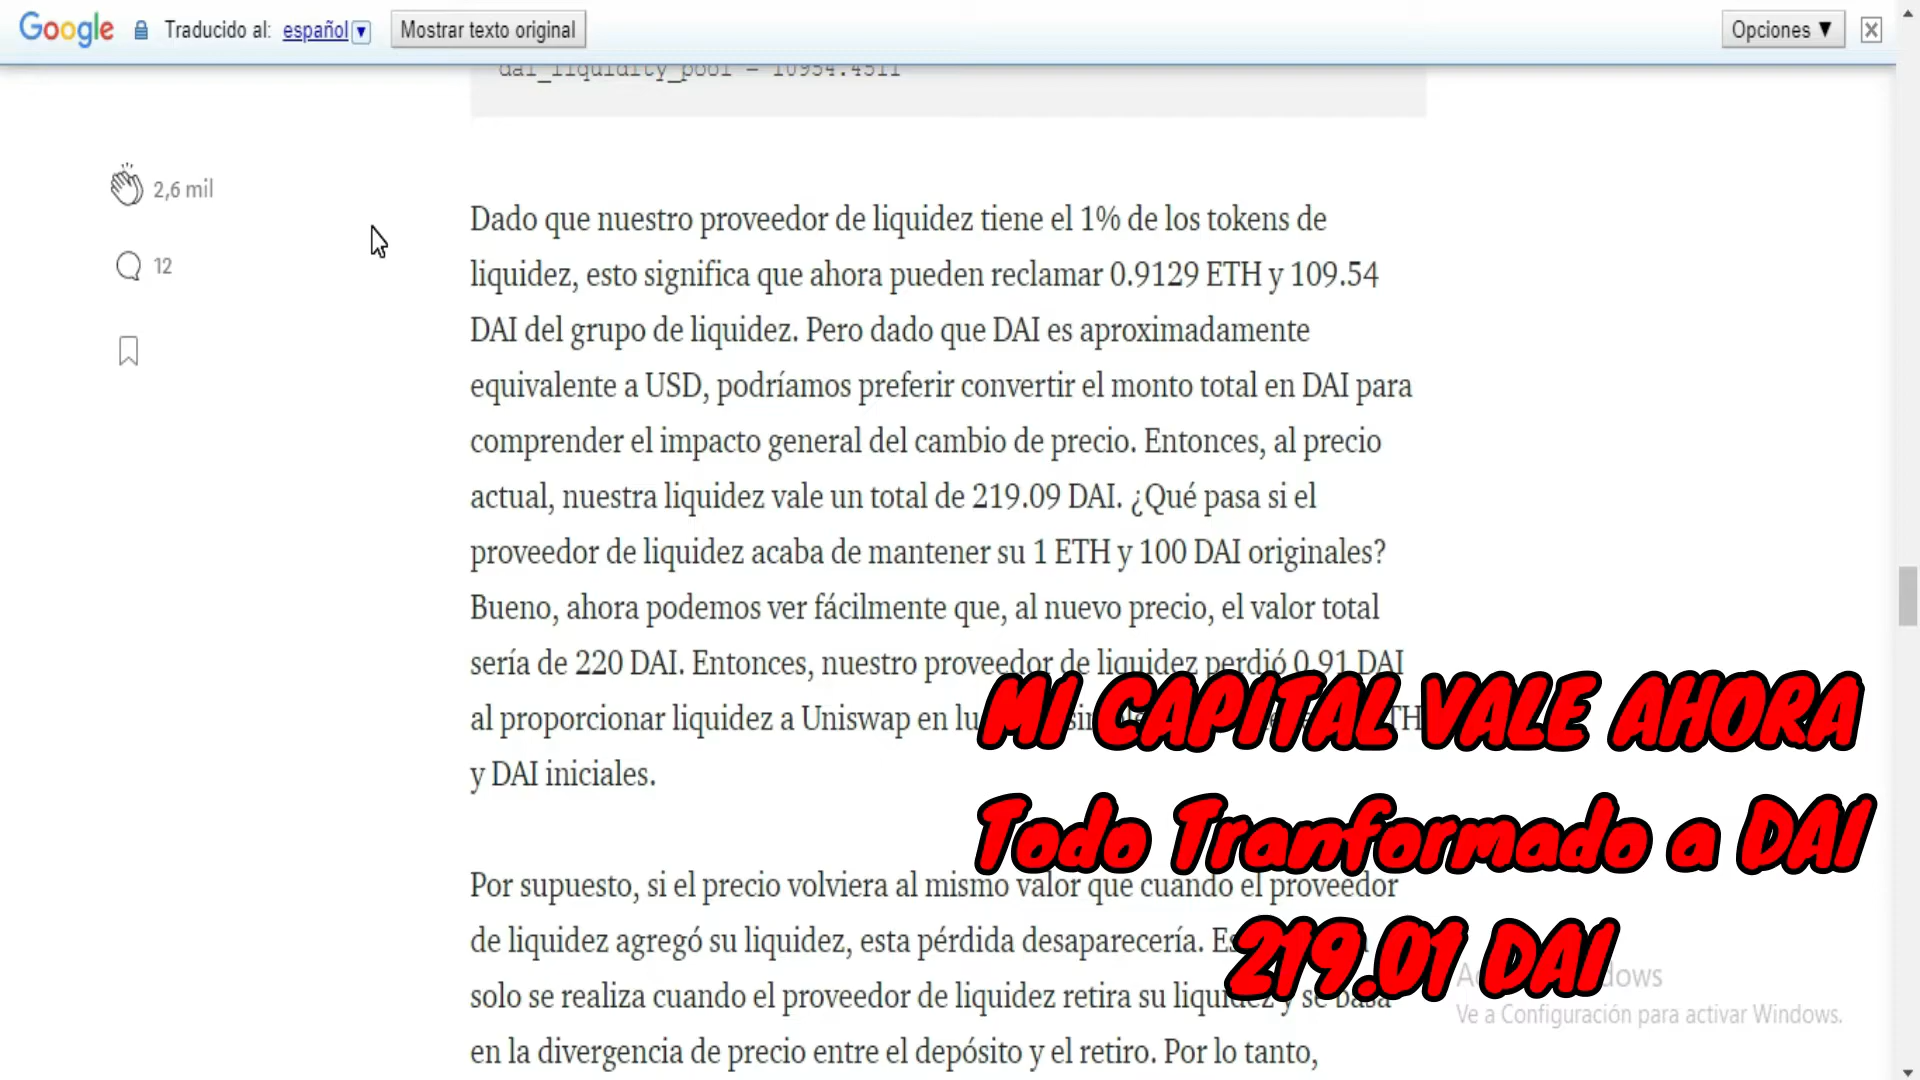 Google Traducido al: español Mostrar texto original Opciones ▼
dai_liquidity_pool = 10954.4511
2,6 mil
12
Dado que nuestro proveedor de liquidez tiene el 1% de los tokens de
liquidez, esto significa que ahora pueden reclamar 0.9129 ETH y 109.54
DAI del grupo de liquidez. Pero dado que DAI es aproximadamente
equivalente a USD, podríamos preferir convertir el monto total en DAI para
comprender el impacto general del cambio de precio. Entonces, al precio
actual, nuestra liquidez vale un total de 219.09 DAI. ¿Qué pasa si el
proveedor de liquidez acaba de mantener su 1 ETH y 100 DAI originales?
Bueno, ahora podemos ver fácilmente que, al nuevo precio, el valor total
sería de 220 DAI. Entonces, nuestro proveedor de liquidez perdió 0.91 DAI
al proporcionar liquidez a Uniswap en
y DAI iniciales.
Por supuesto, si el precio volviera al mismo valor que cuando el proveedor
de liquidez agregó su liquidez, esta pérdida desaparecería.
solo se realiza cuando el proveedor de liquidez retira su liquidez y se basa
en la divergencia de precio entre el depósito y el retiro. Por lo tanto,
MI CAPITAL VALE AHORA
Todo Tranformado a DAI
219.01 DAI
Ve a Configuración para activar Windows.